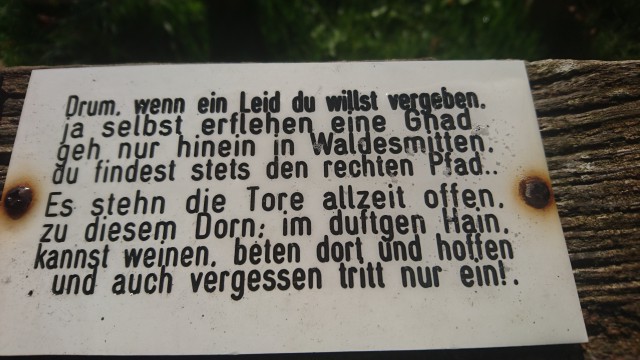 Drum, wenn ein Leid du willst vergeben,
ja selbst erflehen eine Gnad
geh nur hinein in Waldesmitten.
du findest stets den rechten Pfad..
Es stehn die Tore allzeit offen,
zu diesem Dorn; im duftgen Hain,
kannst weinen, beten dort und hoffen
und auch vergessen tritt nur ein!.